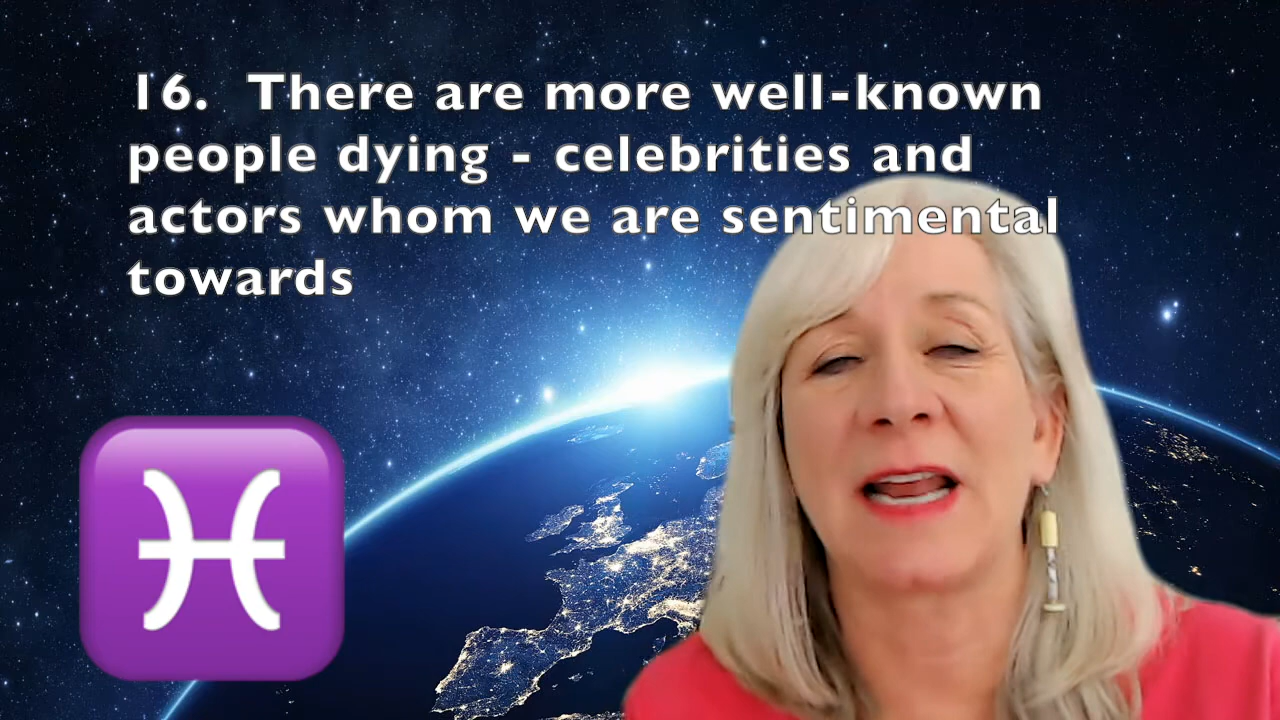 16. There are more well-known
people dying - celebrities and
actors whom we are sentimental
towards